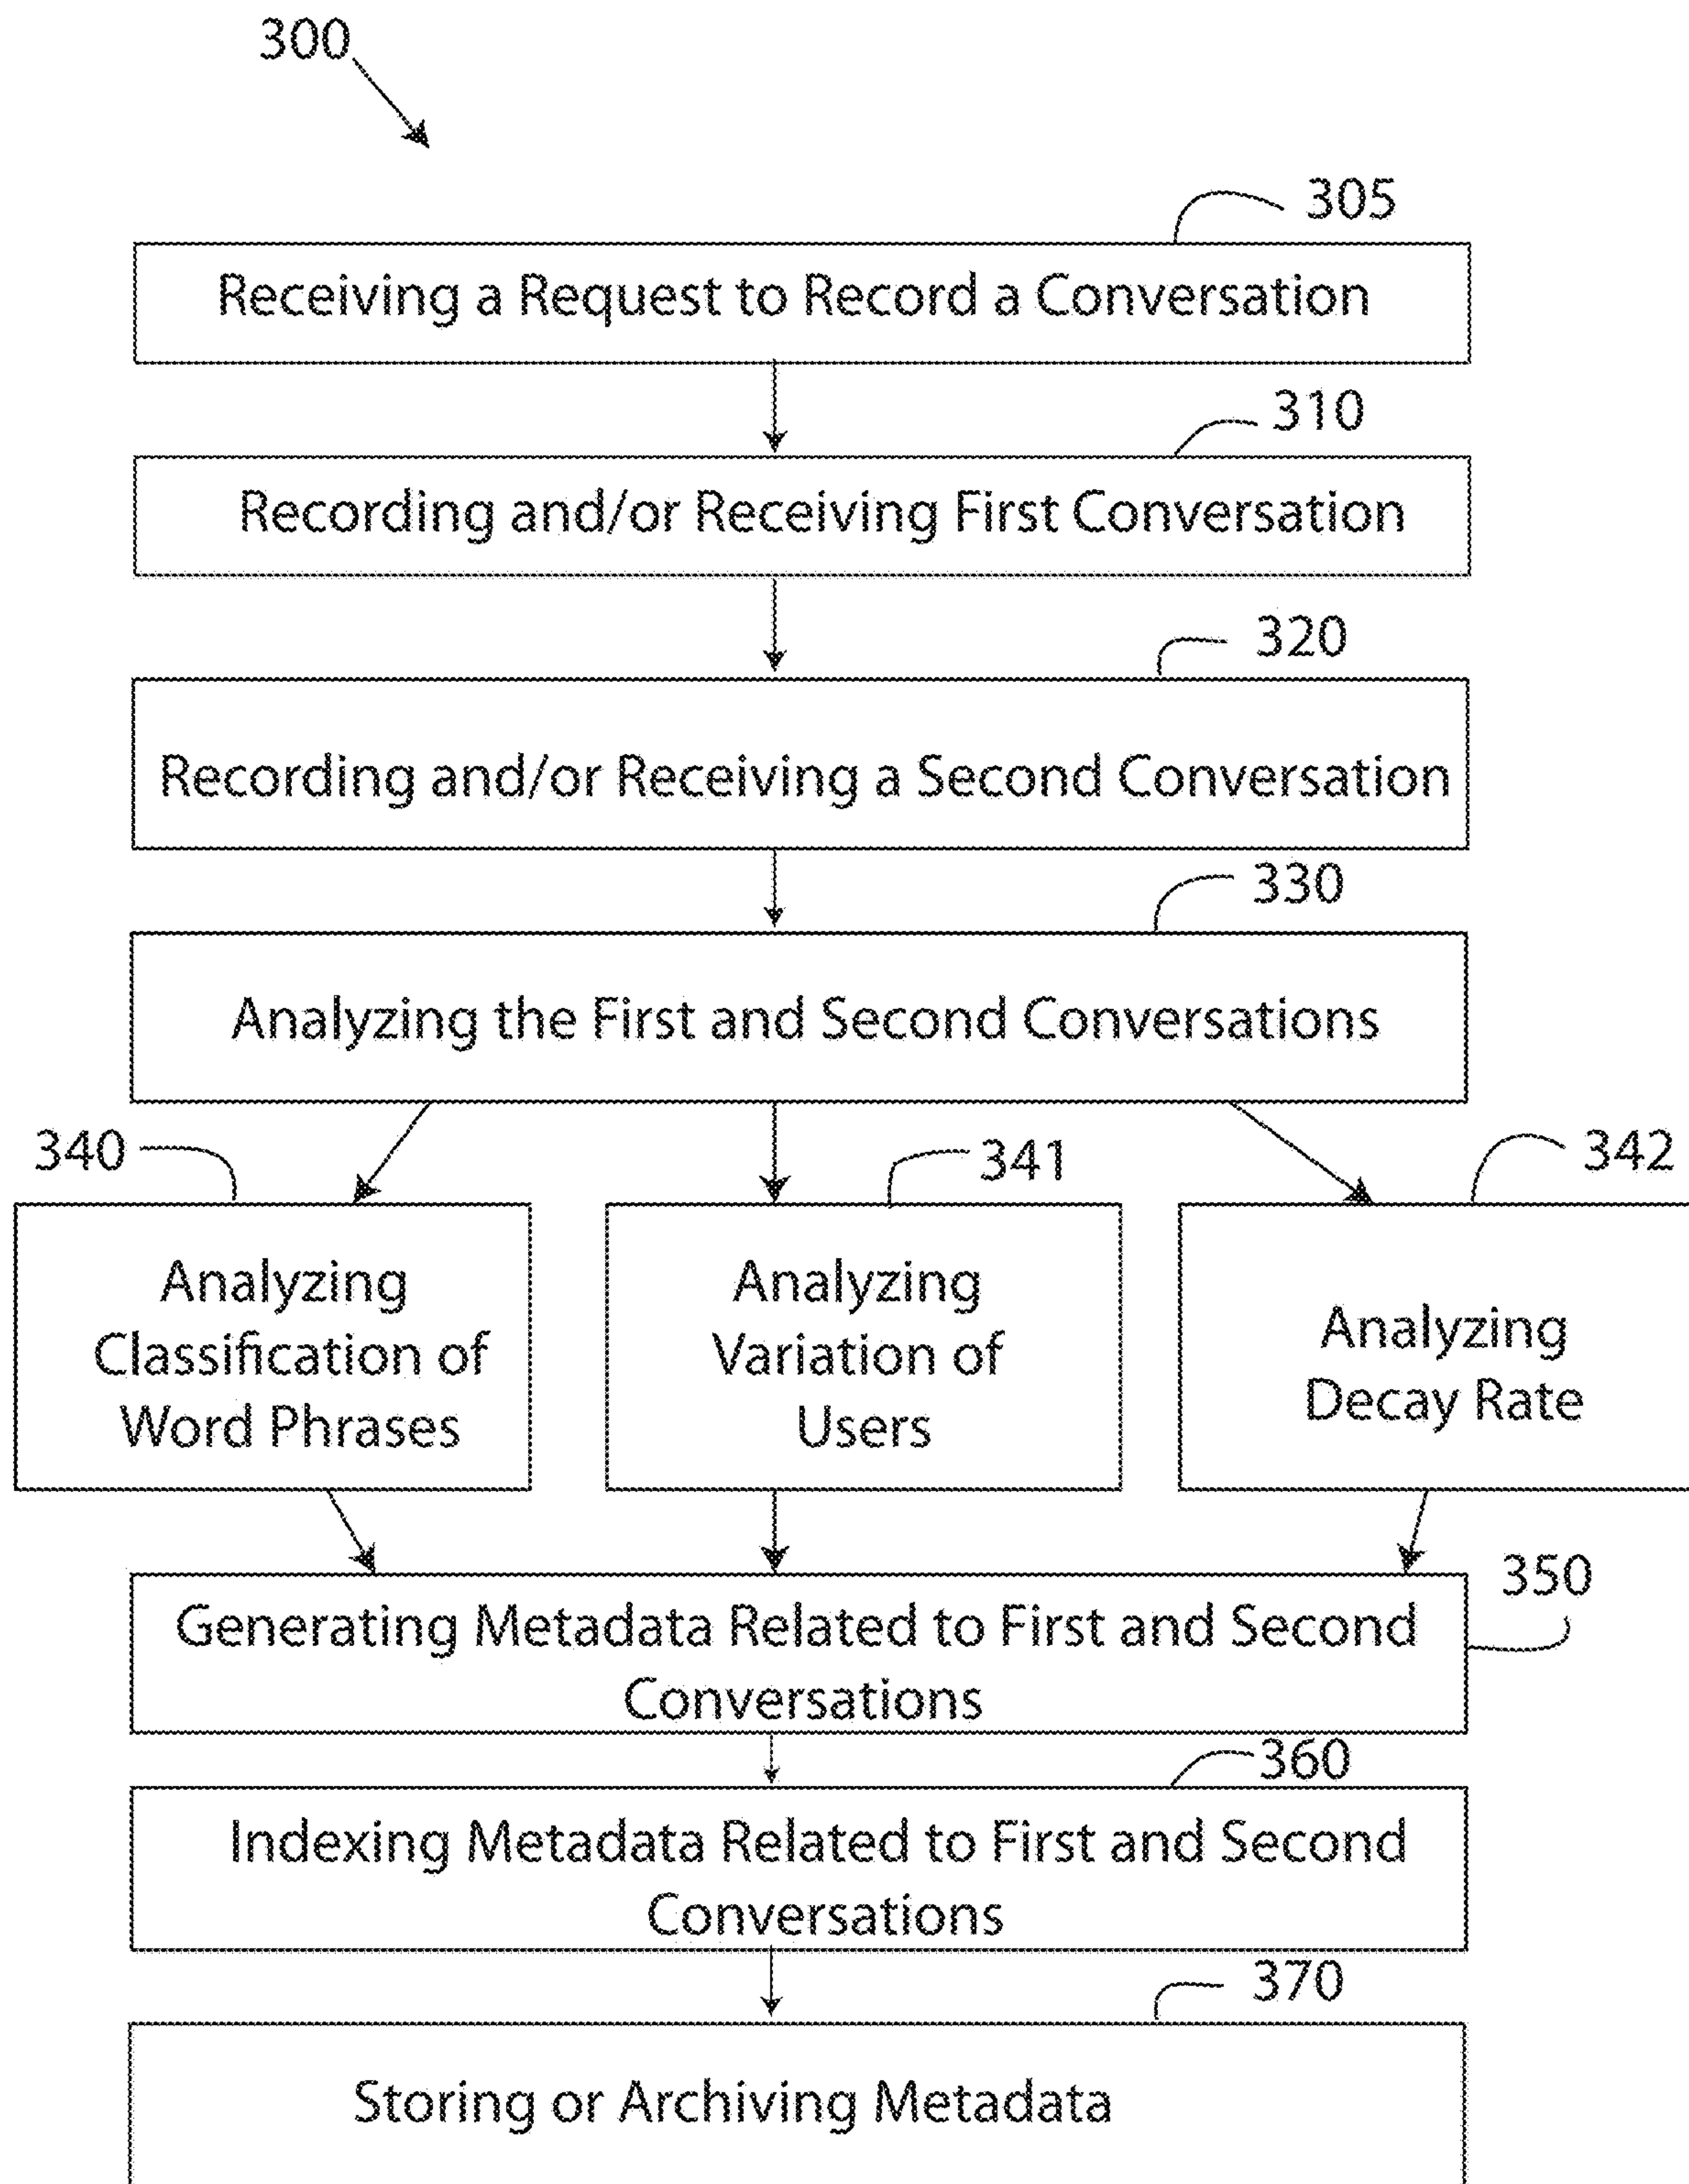 300
305
Receiving a Request to Record a Conversation
310
Recording and/or Receiving First Conversation
320
Recording and/or Receiving a Second Conversation
330
Analyzing the First and Second Conversations
340
341
342
Analyzing
Classification of
Word Phrases
Analyzing
Variation of
Users
Analyzing
Decay Rate
350
Generating Metadata Related to First and Second
Conversations
360
Indexing Metadata Related to First and Second
Conversations
370
Storing or Archiving Metadata